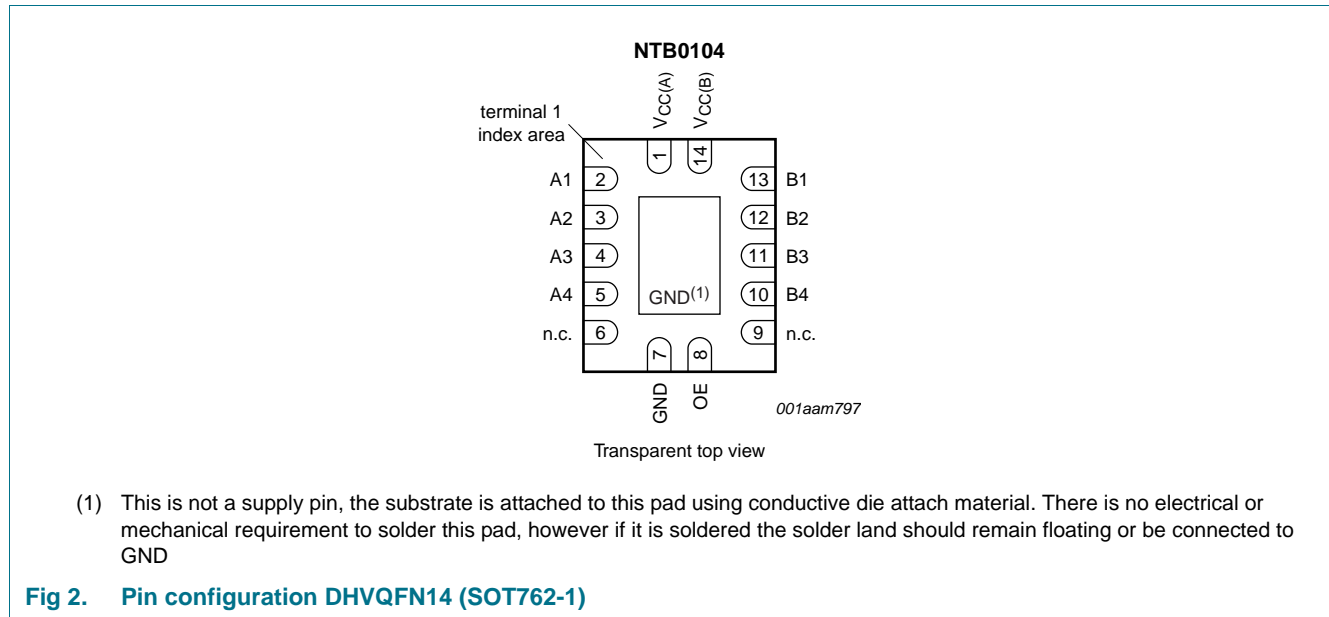 NTB0104
VCC(A)
VCC(B)
terminal 1
index area
1
14
A1 2 13 B1
A2 3 12 B2
A3 4 11 B3
A4 5 GND(1) 10 B4
n.c. 6 9 n.c.
7
8
GND
OE
001aam797
Transparent top view
(1) This is not a supply pin, the substrate is attached to this pad using conductive die attach material. There is no electrical or
mechanical requirement to solder this pad, however if it is soldered the solder land should remain floating or be connected to
GND
Fig 2. Pin configuration DHVQFN14 (SOT762-1)